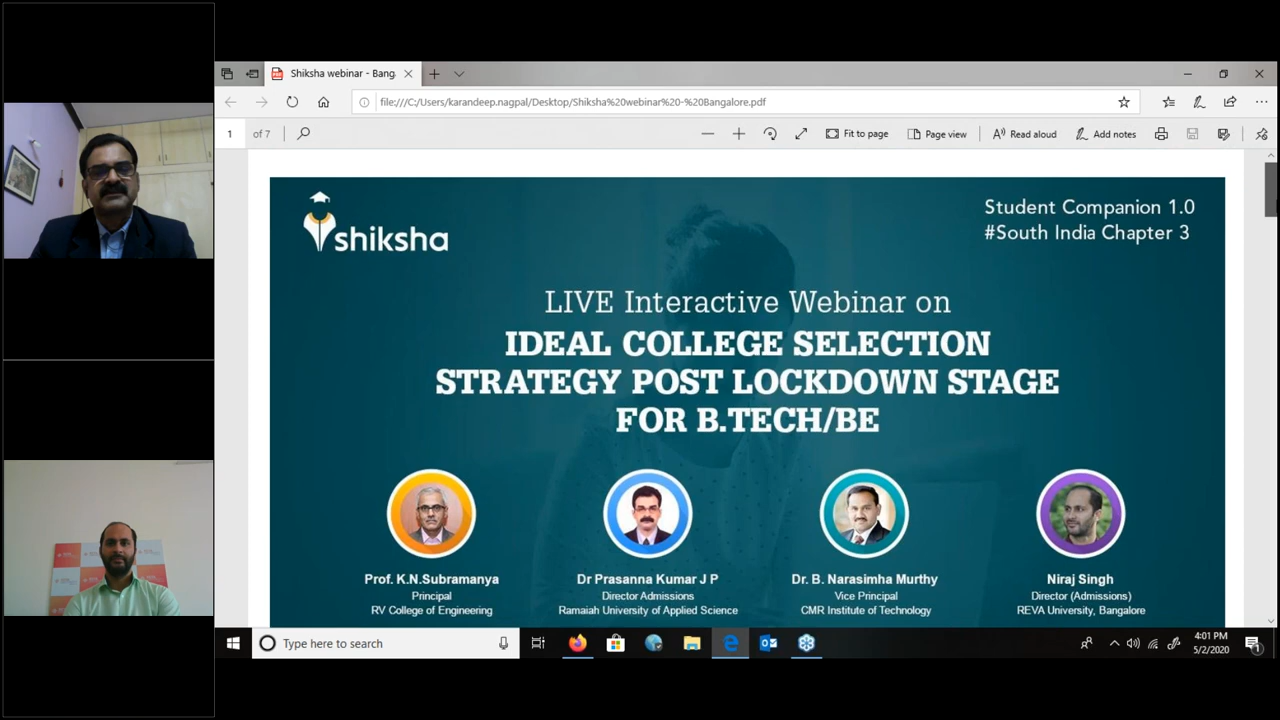 Shiksha webinar - Bang
file:///C:/Users/karandeep.nagpal/Desktop/Shiksha%20webinar%20-%20Bangalore.pdf
1 of 7
Fit to page
Page view
Read aloud
Add notes
shiksha
Student Companion 1.0
#South India Chapter 3
LIVE Interactive Webinar on
IDEAL COLLEGE SELECTION
STRATEGY POST LOCKDOWN STAGE
FOR B.TECH/BE
Prof. K.N.Subramanya
Principal
RV College of Engineering
Dr Prasanna Kumar J P
Director Admissions
Ramaiah University of Applied Science
Dr. B. Narasimha Murthy
Vice Principal
CMR Institute of Technology
Niraj Singh
Director (Admissions)
REVA University, Bangalore
Type here to search
4:01 PM
5/2/2020
1